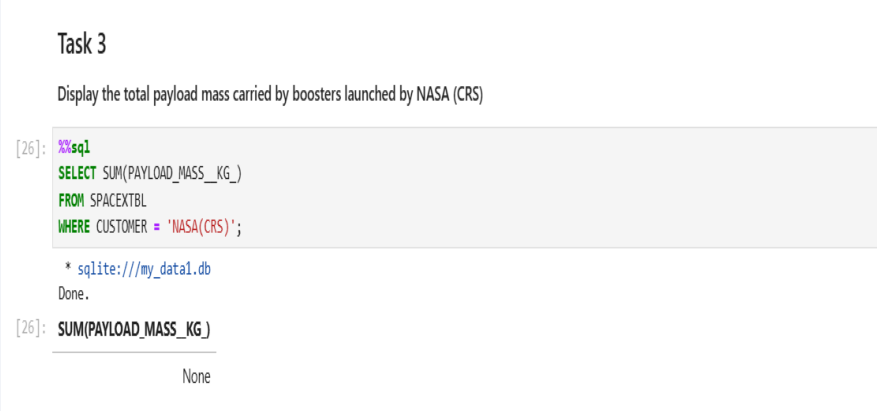 Task 3
Display the total payload mass carried by boosters launched by NASA (CRS)
[26]: %%sql
SELECT SUM(PAYLOAD_MASS__KG_)
FROM SPACEXTBL
WHERE CUSTOMER = 'NASA(CRS)';
* sqlite:///my_data1.db
Done.
[26]: SUM(PAYLOAD_MASS__KG_)
None